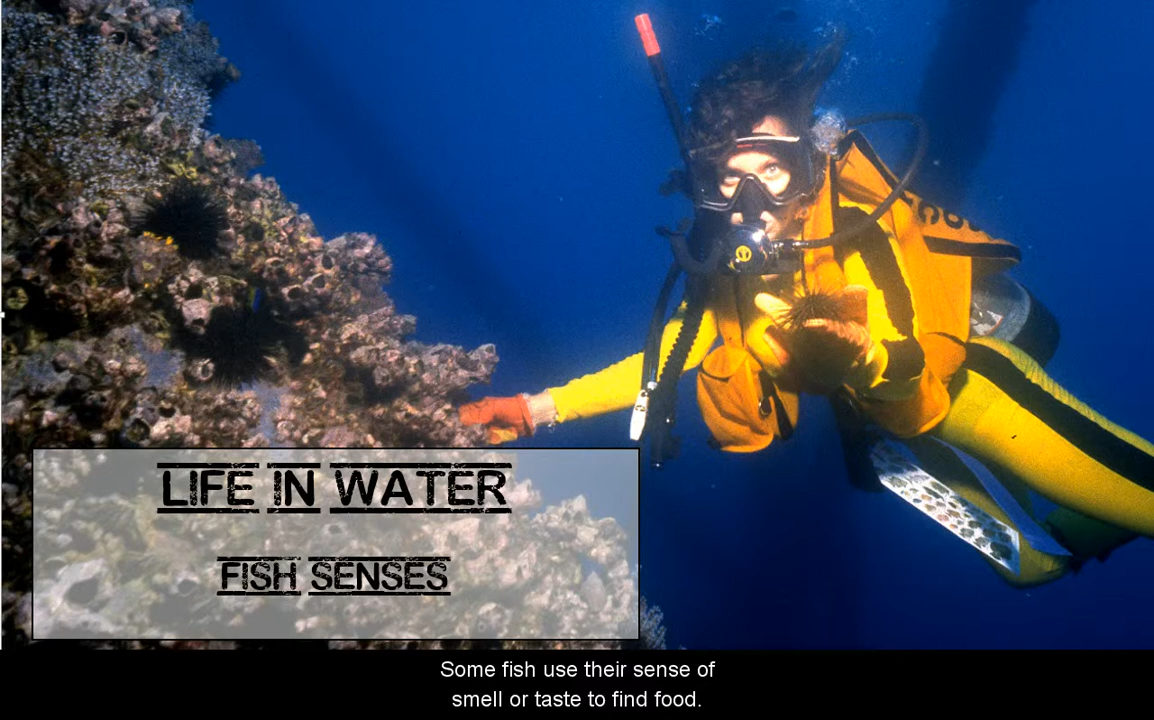 LIFE IN WATER
FISH SENSES
Some fish use their sense of
smell or taste to find food.